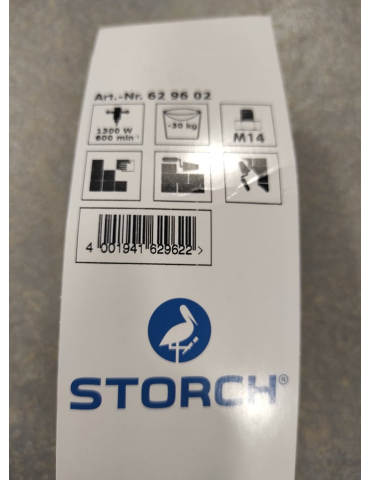 Art.-Nr. 62 96 02
1300 W
600 min⁻¹
~30 kg
M14
4 001941 629622 >
STORCH®